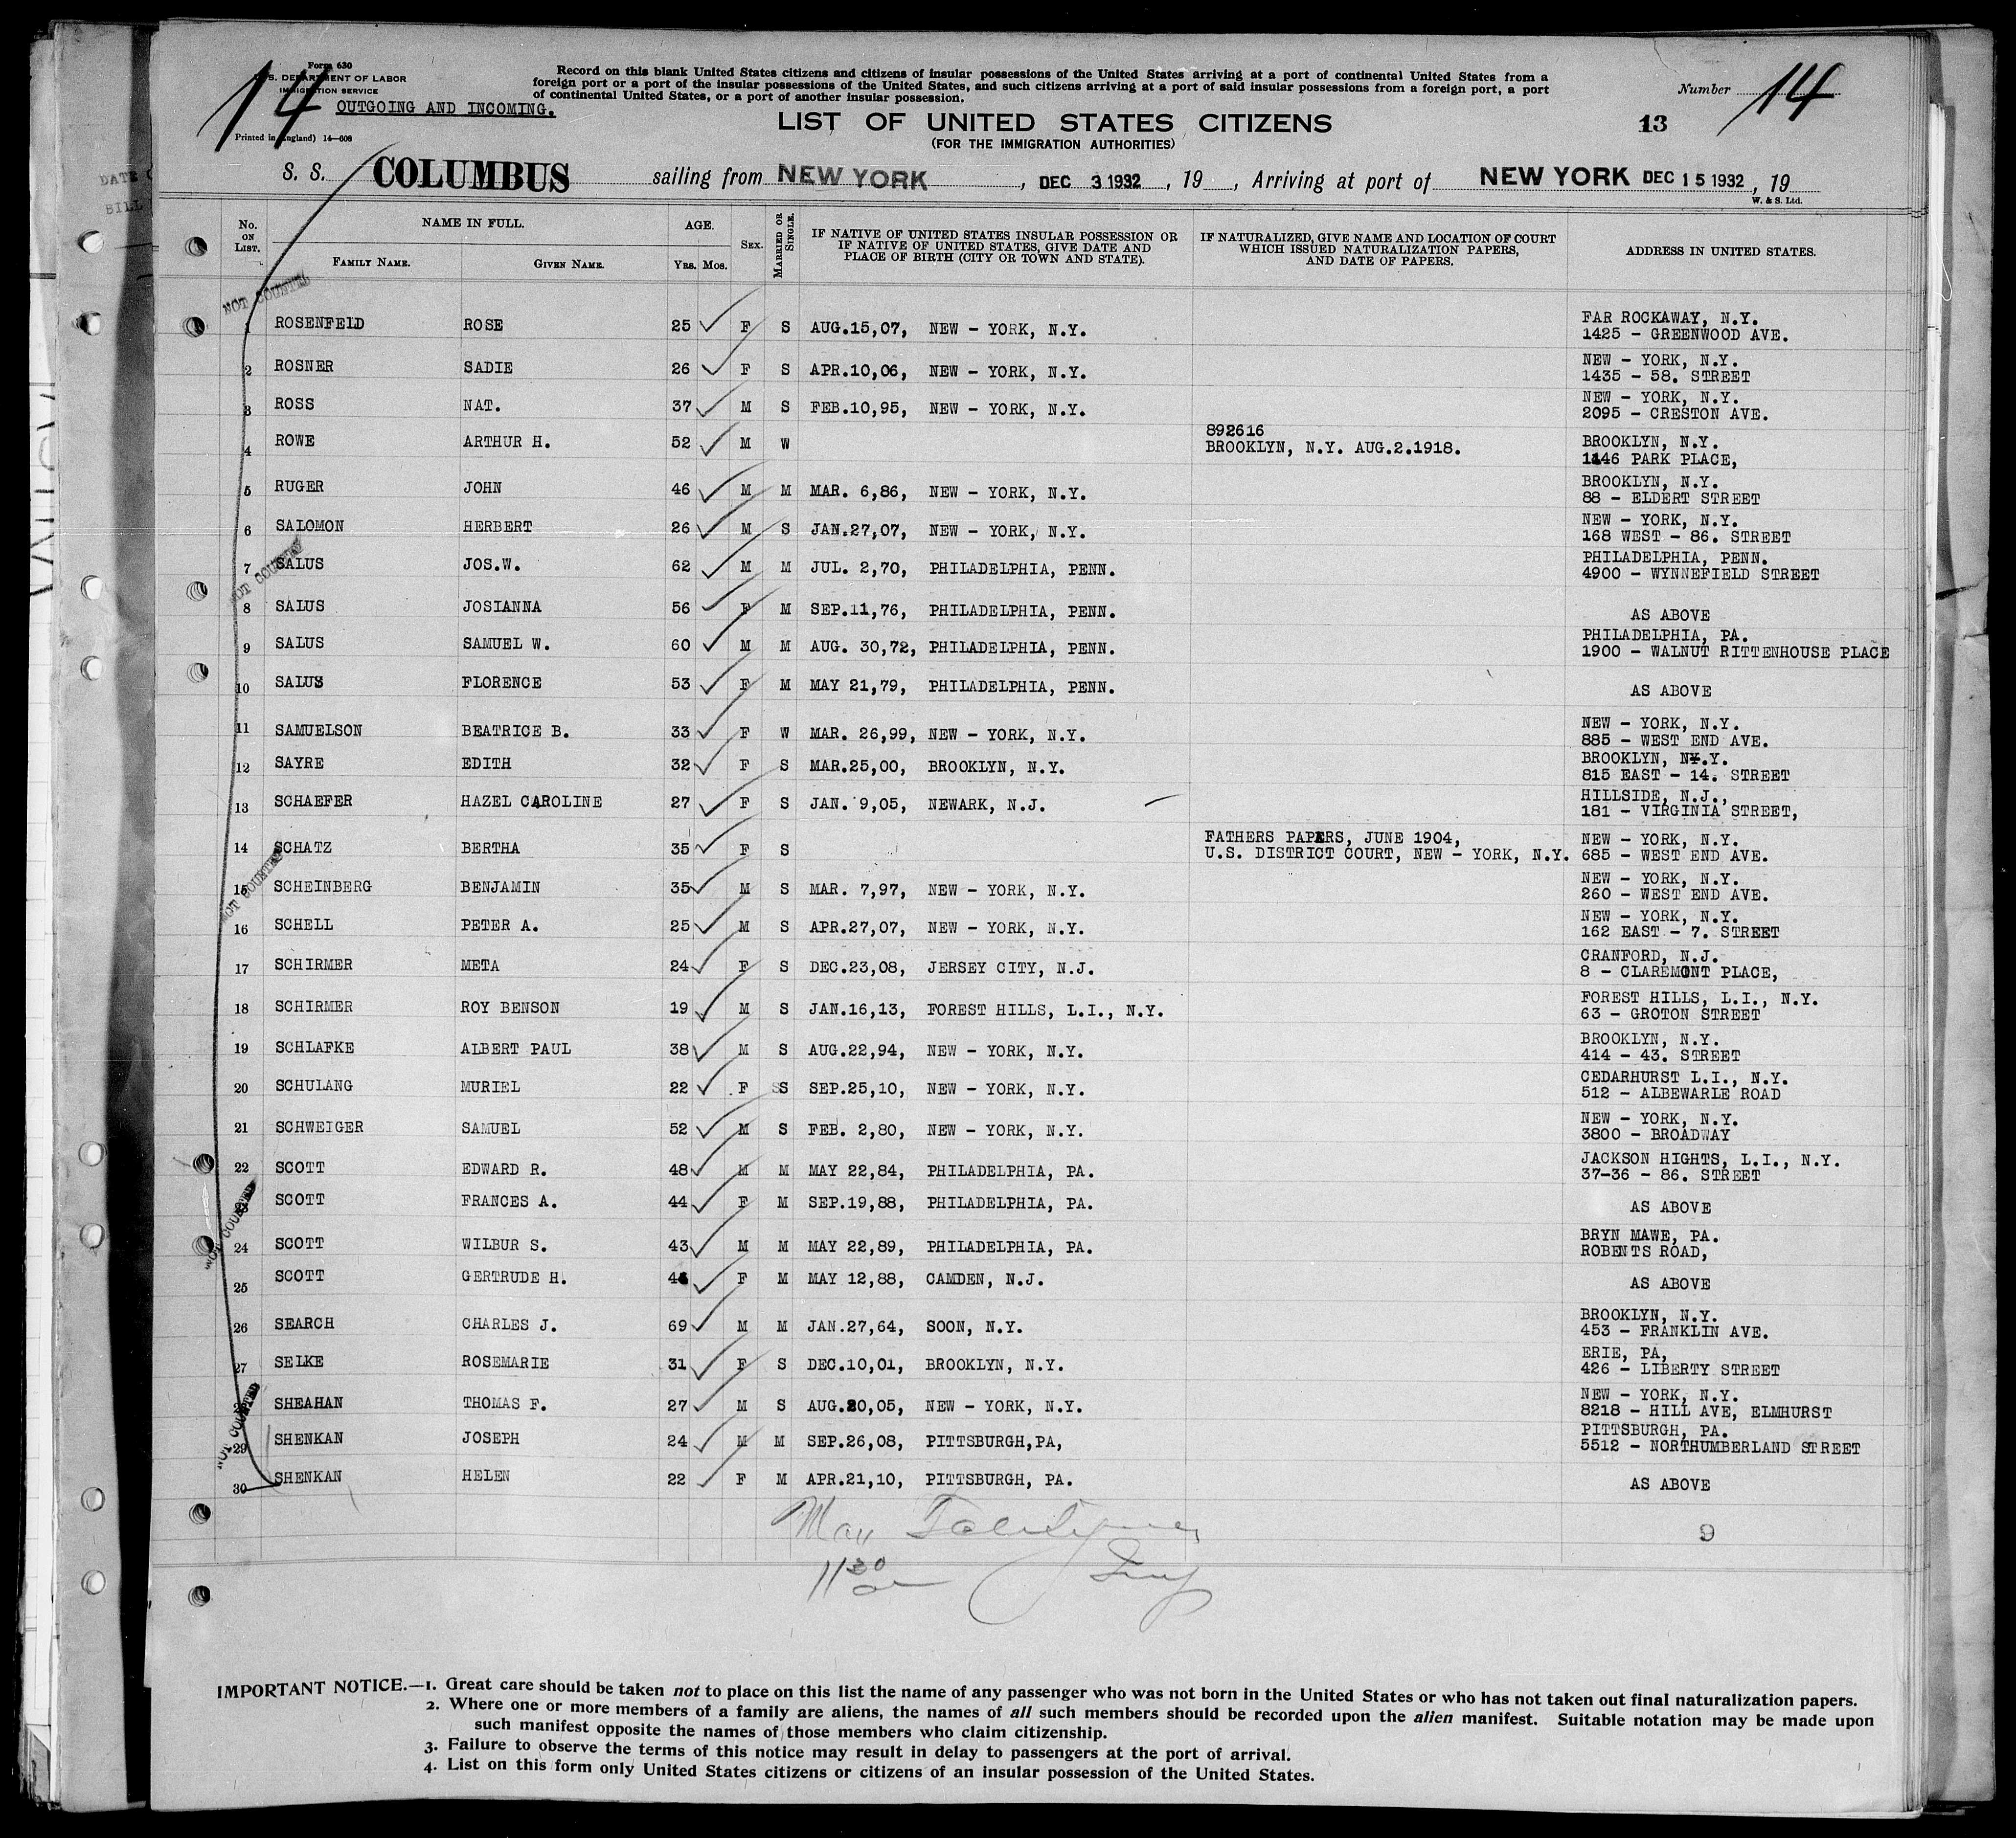 Form 630
U.S. DEPARTMENT OF LABOR
IMMIGRATION SERVICE
OUTGOING AND INCOMING.
Printed in England) 14—608
14
Record on this blank United States citizens and citizens of insular possessions of the United States arriving at a port of continental United States from a
foreign port or a port of the insular possessions of the United States, and such citizens arriving at a port of said insular possessions from a foreign port, a port
of continental United States, or a port of another insular possession.
Number 14
LIST OF UNITED STATES CITIZENS
13
(FOR THE IMMIGRATION AUTHORITIES)
S. S. COLUMBUS sailing from NEW YORK, DEC 3 1932, 19 , Arriving at port of NEW YORK DEC 15 1932, 19
W. & S. Ltd.
DATE
BILL
No. ON LIST. NAME IN FULL. FAMILY NAME. GIVEN NAME. AGE. YRS. MOS. SEX. MARRIED OR SINGLE. IF NATIVE OF UNITED STATES INSULAR POSSESSION OR IF NATIVE OF UNITED STATES, GIVE DATE AND PLACE OF BIRTH (CITY OR TOWN AND STATE). IF NATURALIZED, GIVE NAME AND LOCATION OF COURT WHICH ISSUED NATURALIZATION PAPERS, AND DATE OF PAPERS. ADDRESS IN UNITED STATES.
NOT COUNTED
1 ROSENFELD ROSE 25 F S AUG.15,07, NEW - YORK, N.Y. FAR ROCKAWAY, N.Y.
1425 - GREENWOOD AVE.
2 ROSNER SADIE 26 F S APR.10,06, NEW - YORK, N.Y. NEW - YORK, N.Y.
1435 - 58. STREET
3 ROSS NAT. 37 M S FEB.10,95, NEW - YORK, N.Y. NEW - YORK, N.Y.
2095 - CRESTON AVE.
4 ROWE ARTHUR H. 52 M W 892616
BROOKLYN, N.Y. AUG.2.1918. BROOKLYN, N.Y.
1146 PARK PLACE,
5 RUGER JOHN 46 M M MAR. 6,86, NEW - YORK, N.Y. BROOKLYN, N.Y.
88 - ELDERT STREET
6 SALOMON HERBERT 26 M S JAN.27,07, NEW - YORK, N.Y. NEW - YORK, N.Y.
168 WEST - 86. STREET
NOT COUNTED
7 SALUS JOS.W. 62 M M JUL. 2,70, PHILADELPHIA, PENN. PHILADELPHIA, PENN.
4900 - WYNNEFIELD STREET
8 SALUS JOSIANNA 56 F M SEP.11,76, PHILADELPHIA, PENN. AS ABOVE
9 SALUS SAMUEL W. 60 M M AUG. 30,72, PHILADELPHIA, PENN. PHILADELPHIA, PA.
1900 - WALNUT RITTENHOUSE PLACE
10 SALUS FLORENCE 53 F M MAY 21,79, PHILADELPHIA, PENN. AS ABOVE
11 SAMUELSON BEATRICE B. 33 F W MAR. 26,99, NEW - YORK, N.Y. NEW - YORK, N.Y.
885 - WEST END AVE.
12 SAYRE EDITH 32 F S MAR.25,00, BROOKLYN, N.Y. BROOKLYN, N.Y.
815 EAST - 14. STREET
13 SCHAEFER HAZEL CAROLINE 27 F S JAN. 9,05, NEWARK, N.J. HILLSIDE, N.J.,
181 - VIRGINIA STREET,
14 SCHATZ BERTHA 35 F S FATHERS PAPERS, JUNE 1904,
U.S. DISTRICT COURT, NEW - YORK, N.Y. NEW - YORK, N.Y.
685 - WEST END AVE.
NOT COUNTED
15 SCHEINBERG BENJAMIN 35 M S MAR. 7,97, NEW - YORK, N.Y. NEW - YORK, N.Y.
260 - WEST END AVE.
16 SCHELL PETER A. 25 M S APR.27,07, NEW - YORK, N.Y. NEW - YORK, N.Y.
162 EAST - 7. STREET
17 SCHIRMER META 24 F S DEC.23,08, JERSEY CITY, N.J. CRANFORD, N.J.
8 - CLAREMONT PLACE,
18 SCHIRMER ROY BENSON 19 M S JAN.16,13, FOREST HILLS, L.I., N.Y. FOREST HILLS, L.I., N.Y.
63 - GROTON STREET
19 SCHLAFKE ALBERT PAUL 38 M S AUG.22,94, NEW - YORK, N.Y. BROOKLYN, N.Y.
414 - 43. STREET
20 SCHULANG MURIEL 22 F S SEP.25,10, NEW - YORK, N.Y. CEDARHURST L.I., N.Y.
512 - ALBEWARLE ROAD
21 SCHWEIGER SAMUEL 52 M S FEB. 2,80, NEW - YORK, N.Y. NEW - YORK, N.Y.
3800 - BROADWAY
22 SCOTT EDWARD R. 48 M M MAY 22,84, PHILADELPHIA, PA. JACKSON HIGHTS, L.I., N.Y.
37-36 - 86. STREET
NOT COUNTED
SCOTT FRANCES A. 44 F M SEP.19,88, PHILADELPHIA, PA. AS ABOVE
24 SCOTT WILBUR S. 43 M M MAY 22,89, PHILADELPHIA, PA. BRYN MAWE, PA.
ROBENTS ROAD,
25 SCOTT GERTRUDE H. 44 F M MAY 12,88, CAMDEN, N.J. AS ABOVE
26 SEARCH CHARLES J. 69 M M JAN.27,64, SOON, N.Y. BROOKLYN, N.Y.
453 - FRANKLIN AVE.
27 SELKE ROSEMARIE 31 F S DEC.10,01, BROOKLYN, N.Y. ERIE, PA,
426 - LIBERTY STREET
NOT COUNTED
SHEAHAN THOMAS F. 27 M S AUG.20,05, NEW - YORK, N.Y. NEW - YORK, N.Y.
8218 - HILL AVE, ELMHURST
29 SHENKAN JOSEPH 24 M M SEP.26,08, PITTSBURGH,PA, PITTSBURGH, PA.
5512 - NORTHUMBERLAND STREET
30 SHENKAN HELEN 22 F M APR.21,10, PITTSBURGH, PA. AS ABOVE
Max
9
11 30
IMPORTANT NOTICE.—1. Great care should be taken not to place on this list the name of any passenger who was not born in the United States or who has not taken out final naturalization papers.
2. Where one or more members of a family are aliens, the names of all such members should be recorded upon the alien manifest. Suitable notation may be made upon
such manifest opposite the names of those members who claim citizenship.
3. Failure to observe the terms of this notice may result in delay to passengers at the port of arrival.
4. List on this form only United States citizens or citizens of an insular possession of the United States.